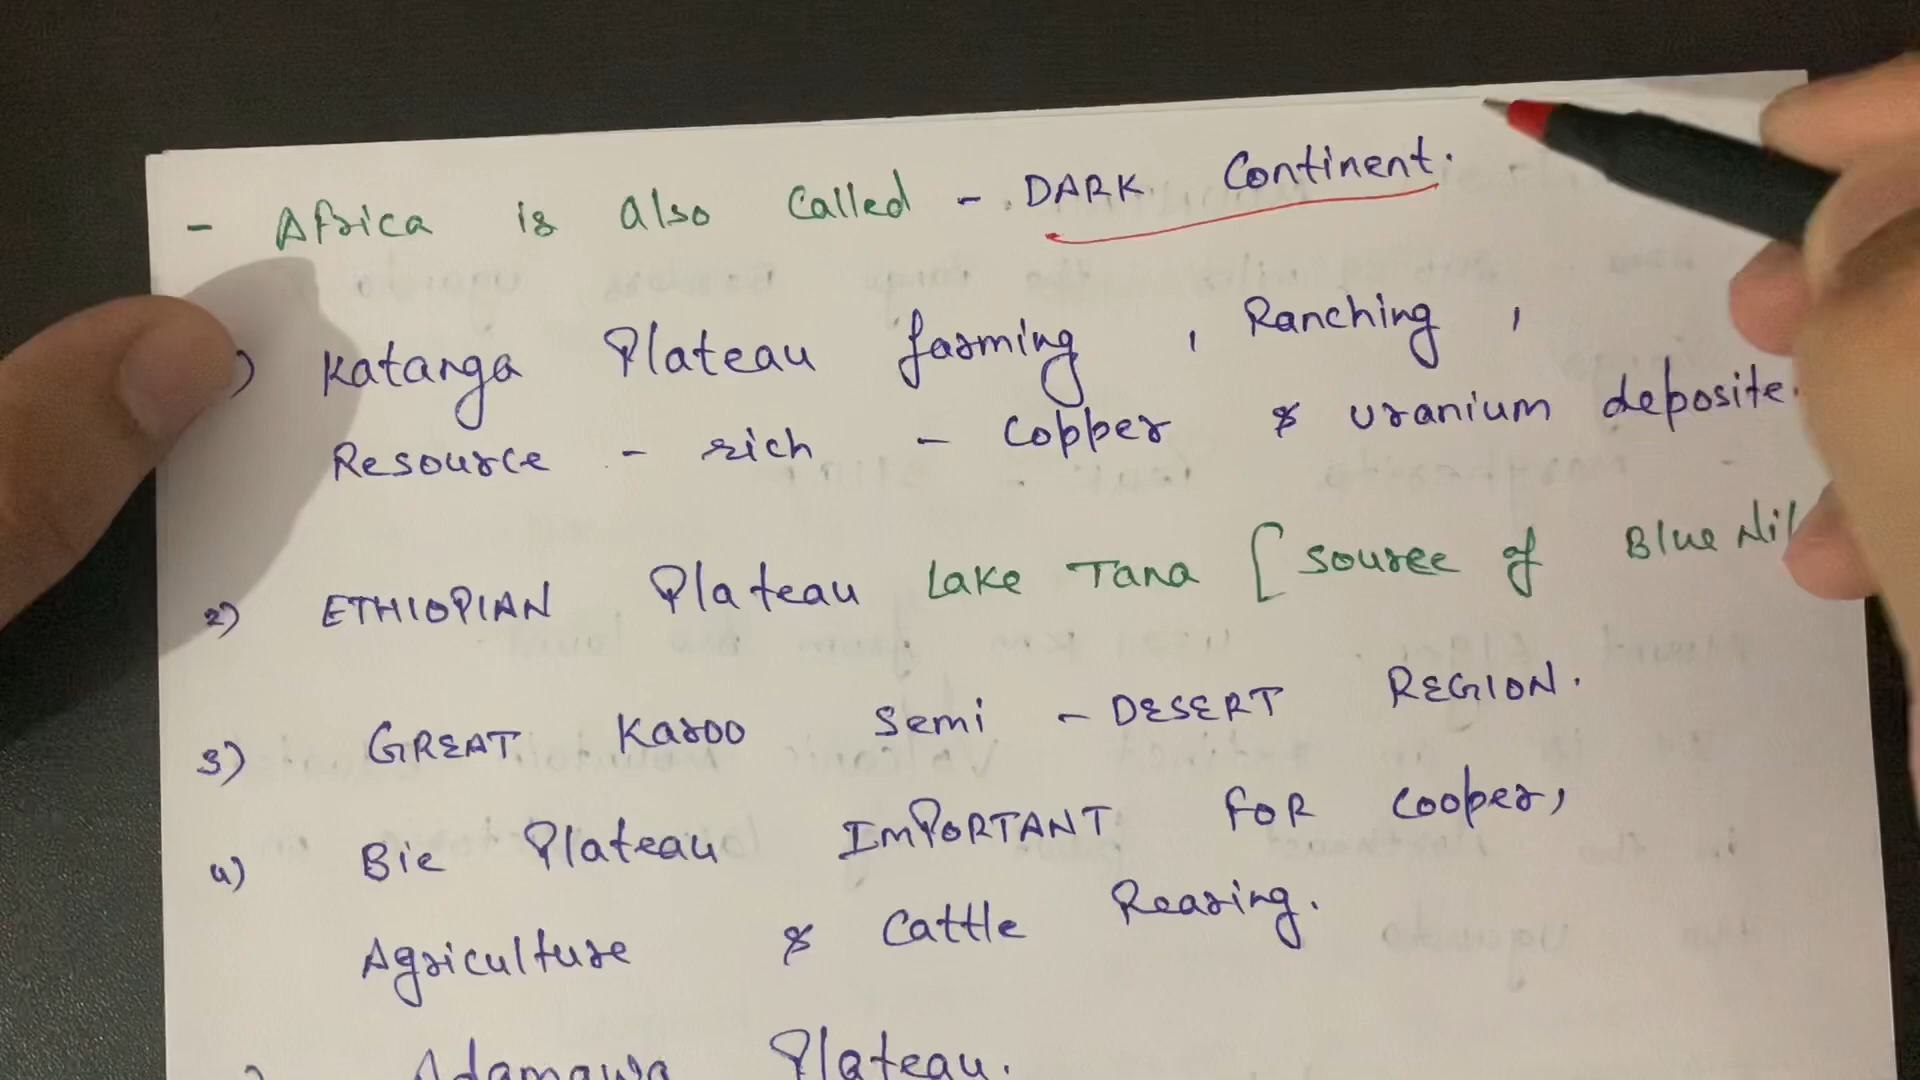 - Africa is also called - DARK Continent.
) Katanga Plateau farming , Ranching ,
Resource - rich - Copper & uranium deposite.
2) ETHIOPIAN Plateau Lake Tana [ source of Blue Nil
3) GREAT Karoo Semi - DESERT REGION.
4) Bie Plateau IMPORTANT FOR Cooper,
Agriculture & Cattle Rearing.
Adamawa Plateau.